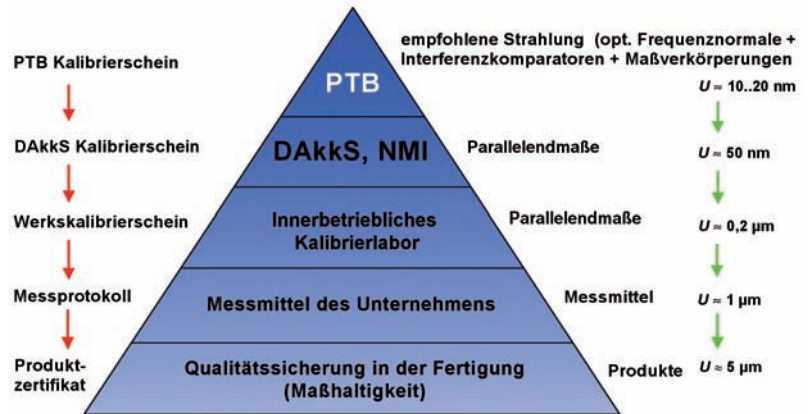 empfohlene Strahlung (opt. Frequenznormale +
Interferenzkomparatoren + Maßverkörperungen
PTB Kalibrierschein
PTB
U ≈ 10..20 nm
DAkkS Kalibrierschein
DAkkS, NMI
Parallelendmaße
U ≈ 50 nm
Werkskalibrierschein
Innerbetriebliches
Kalibrierlabor
Parallelendmaße
U ≈ 0,2 µm
Messprotokoll
Messmittel des Unternehmens
Messmittel
U ≈ 1 µm
Produkt-
zertifikat
Qualitätssicherung in der Fertigung
(Maßhaltigkeit)
Produkte
U ≈ 5 µm